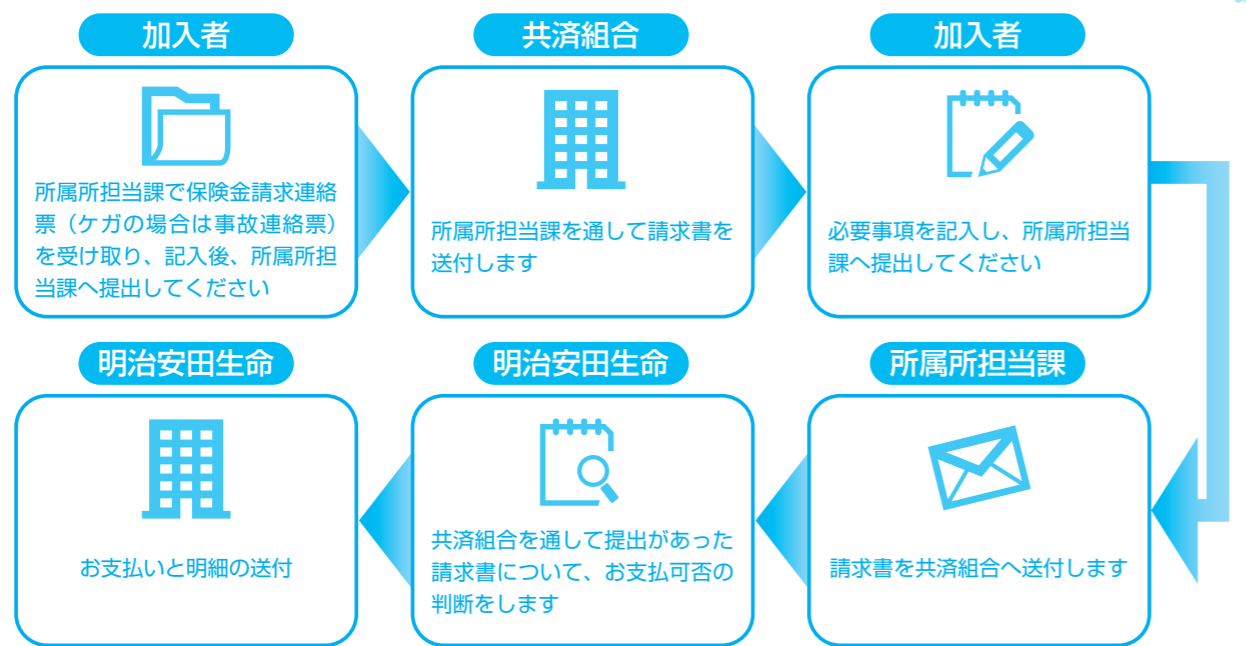 加入者
所属所担当課で保険金請求連絡
票（ケガの場合は事故連絡票）
を受け取り、記入後、所属所担
当課へ提出してください
共済組合
所属所担当課を通して請求書を
送付します
加入者
必要事項を記入し、所属所担当
課へ提出してください
所属所担当課
請求書を共済組合へ送付します
明治安田生命
共済組合を通して提出があった
請求書について、お支払可否の
判断をします
明治安田生命
お支払いと明細の送付